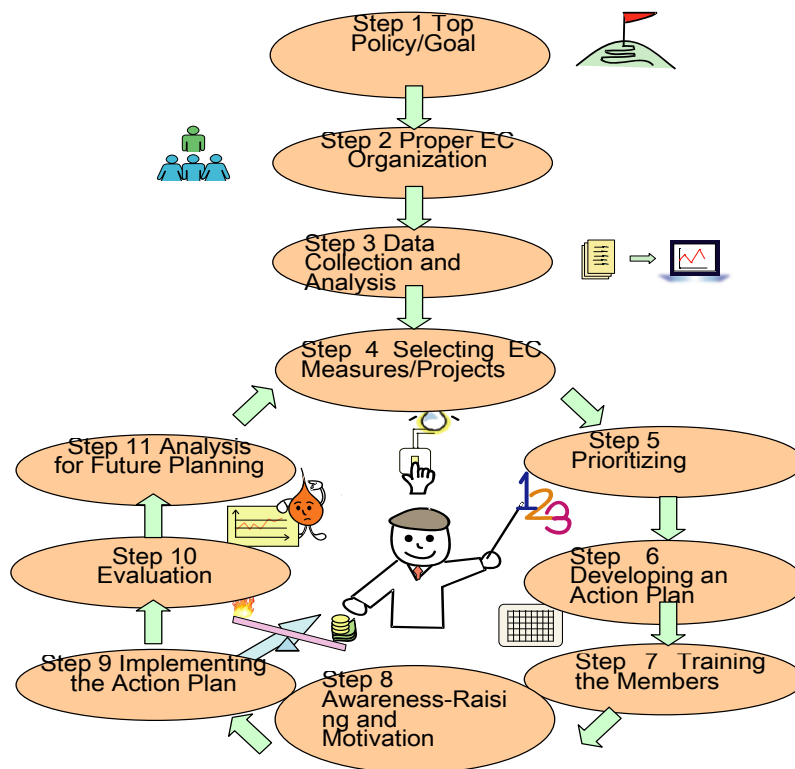 Step 1 Top
Policy/Goal
Step 2 Proper EC
Organization
Step 3 Data
Collection and
Analysis
Step 4 Selecting EC
Measures/Projects
Step 5
Prioritizing
Step 6
Developing an
Action Plan
Step 7 Training
the Members
Step 8
Awareness-Raisi
ng and
Motivation
Step 9 Implementing
the Action Plan
Step 10
Evaluation
Step 11 Analysis
for Future Planning
123